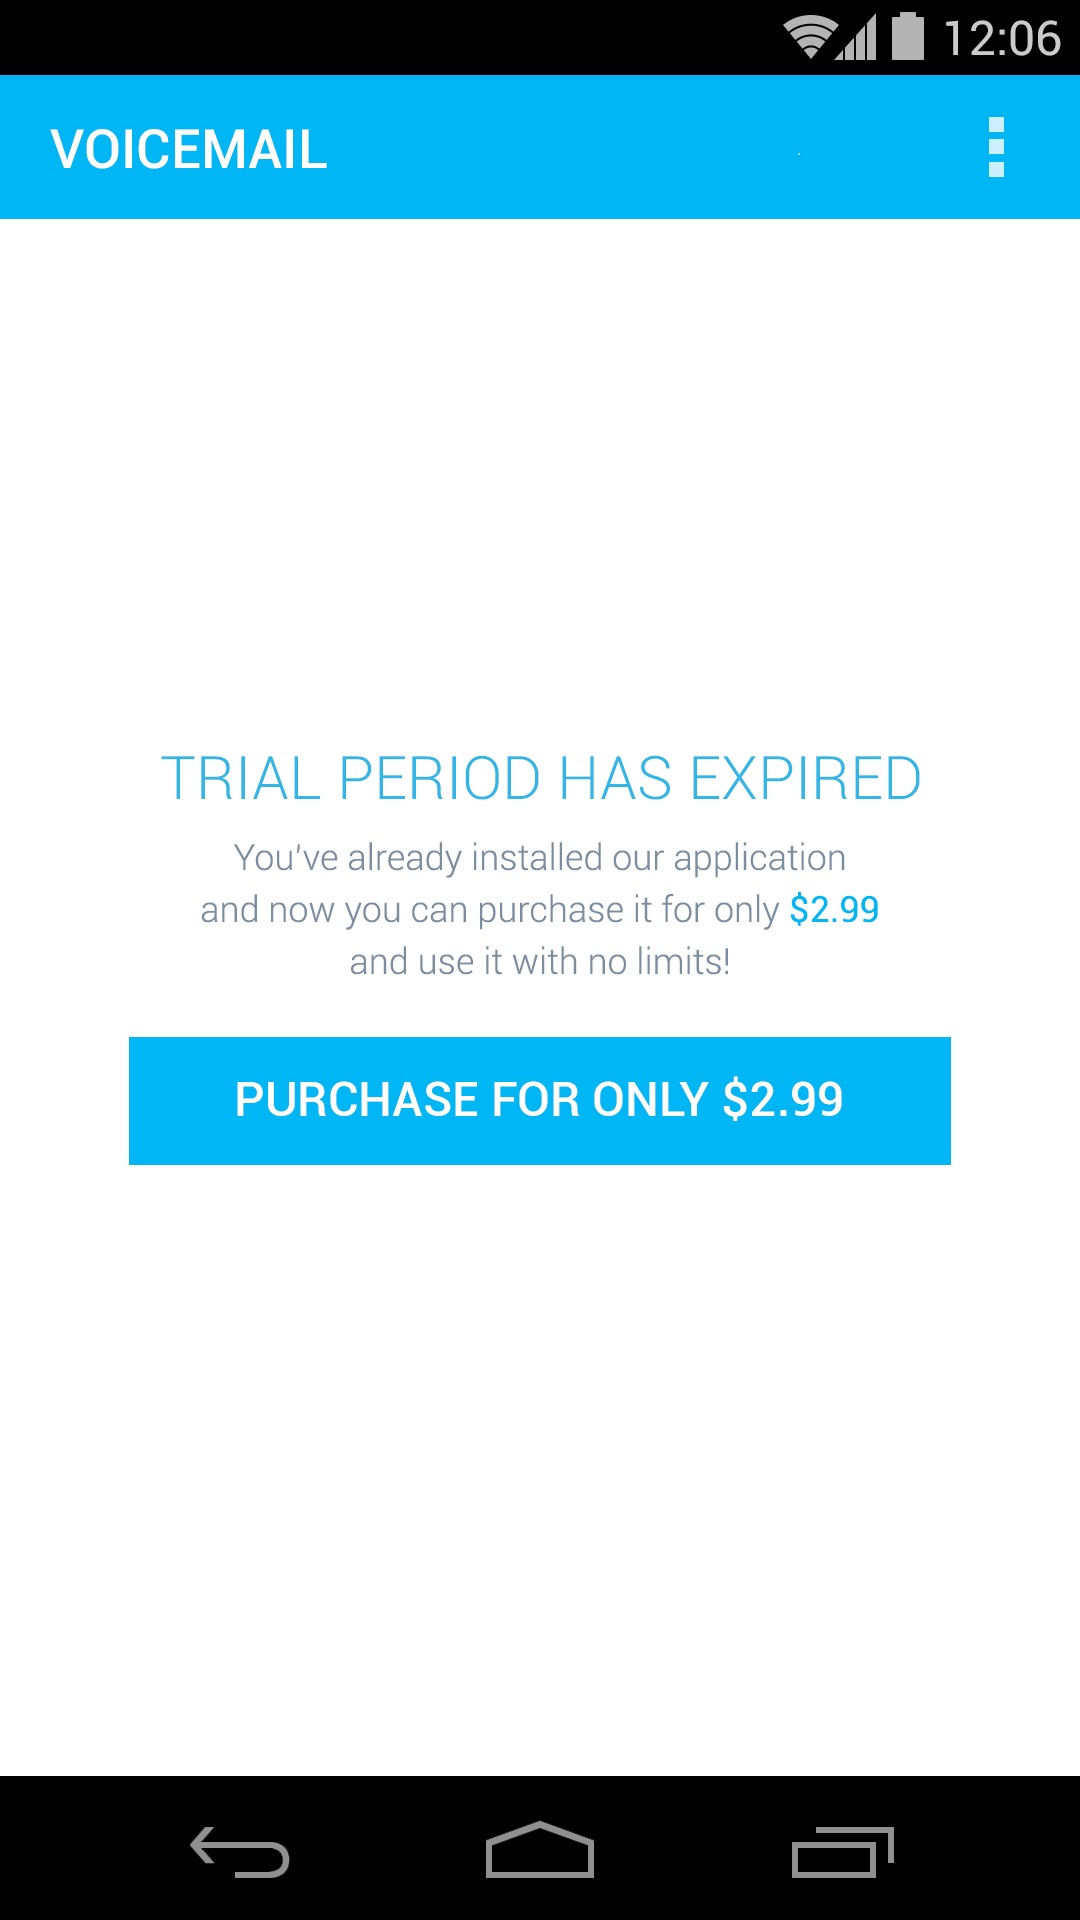 12:06
VOICEMAIL
TRIAL PERIOD HAS EXPIRED
You've already installed our application
and now you can purchase it for only $2.99
and use it with no limits!
PURCHASE FOR ONLY $2.99